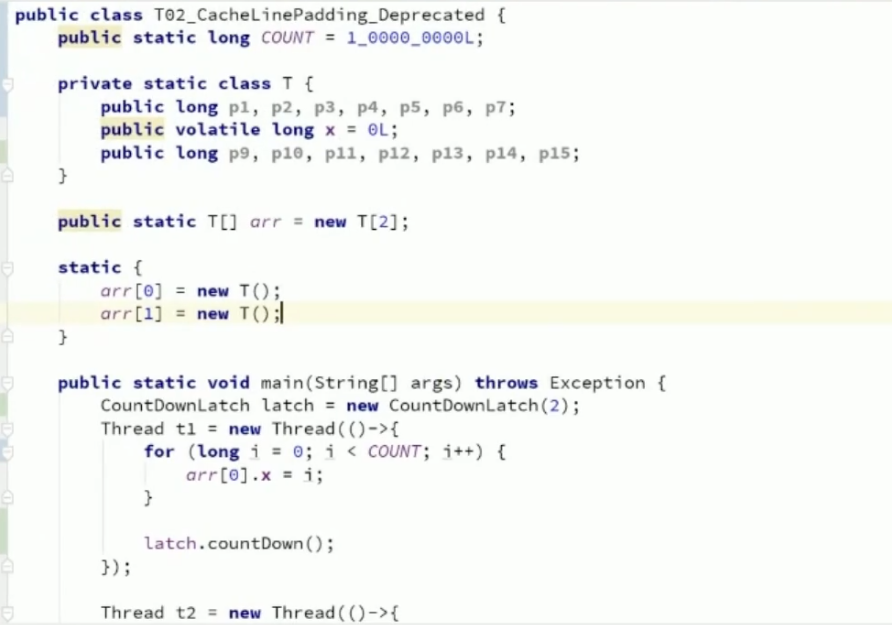 public class T02_CacheLinePadding_Deprecated {
public static long COUNT = 1_0000_0000L;
private static class T {
public long p1, p2, p3, p4, p5, p6, p7;
public volatile long x = 0L;
public long p9, p10, p11, p12, p13, p14, p15;
}
public static T[] arr = new T[2];
static {
arr[0] = new T();
arr[1] = new T();
}
public static void main(String[] args) throws Exception {
CountDownLatch latch = new CountDownLatch(2);
Thread t1 = new Thread(()->{
for (long i = 0; i < COUNT; i++) {
arr[0].x = i;
}
latch.countDown();
});
Thread t2 = new Thread(()->{